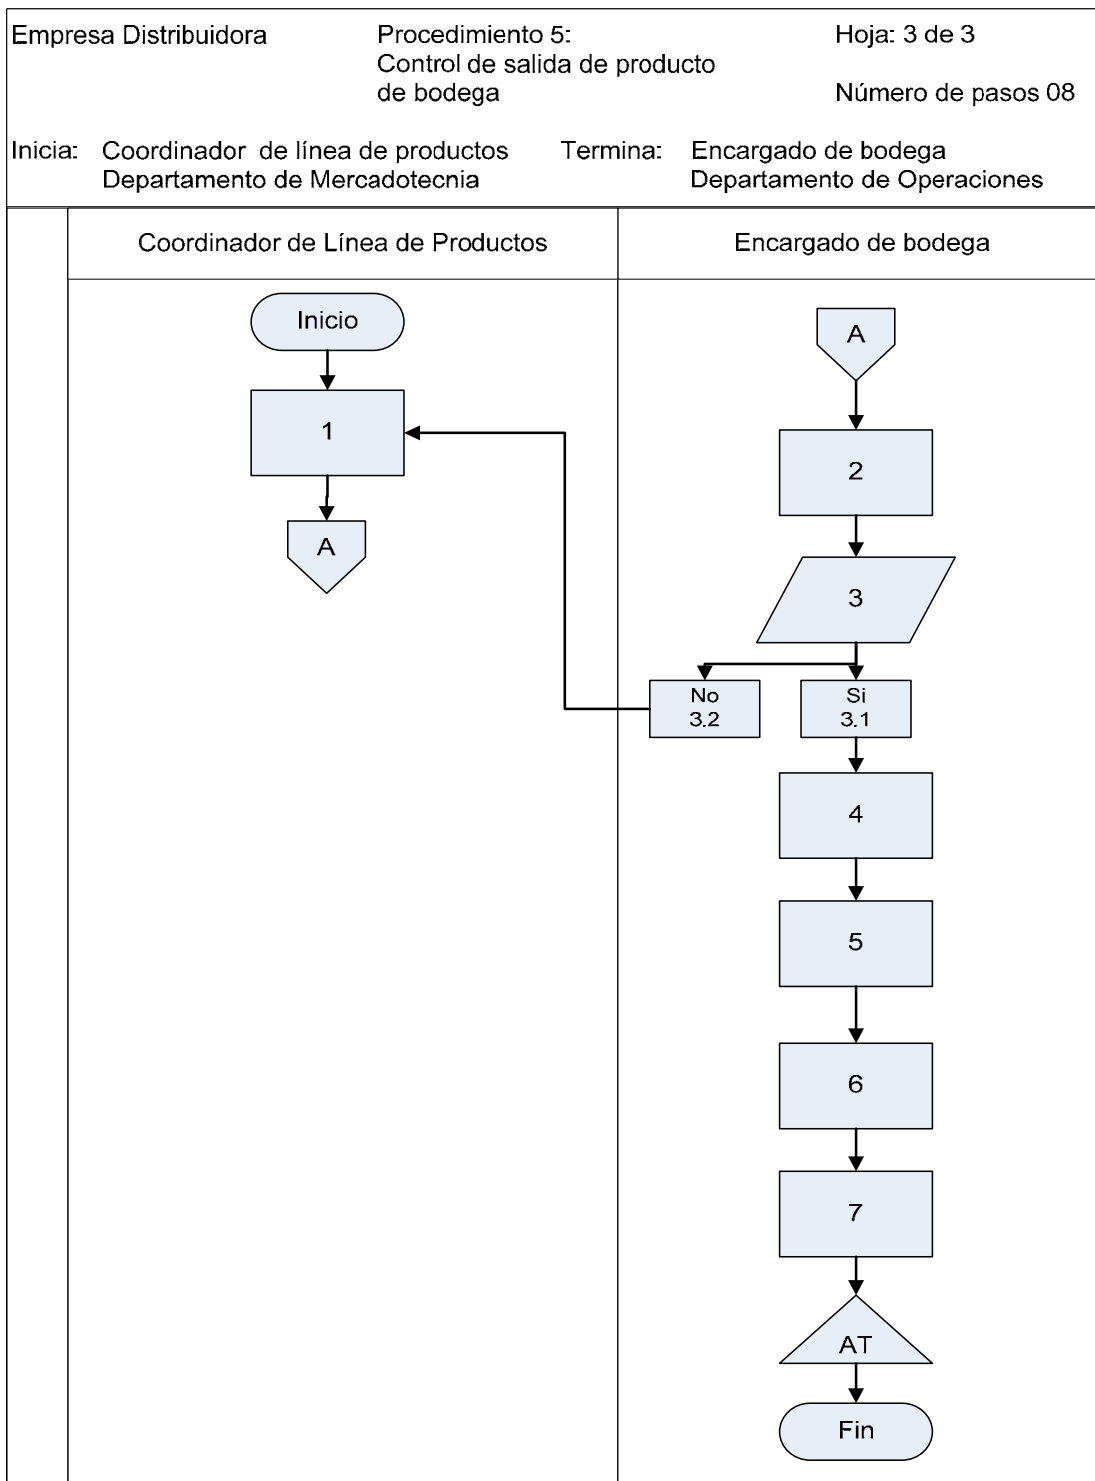 Empresa Distribuidora
Procedimiento 5:
Control de salida de producto
de bodega
Hoja: 3 de 3
Número de pasos 08
Inicia: Coordinador de línea de productos
Departamento de Mercadotecnia
Termina: Encargado de bodega
Departamento de Operaciones
Coordinador de Línea de Productos
Encargado de bodega
Inicio
1
A
A
2
3
No
3.2
Si
3.1
4
5
6
7
AT
Fin